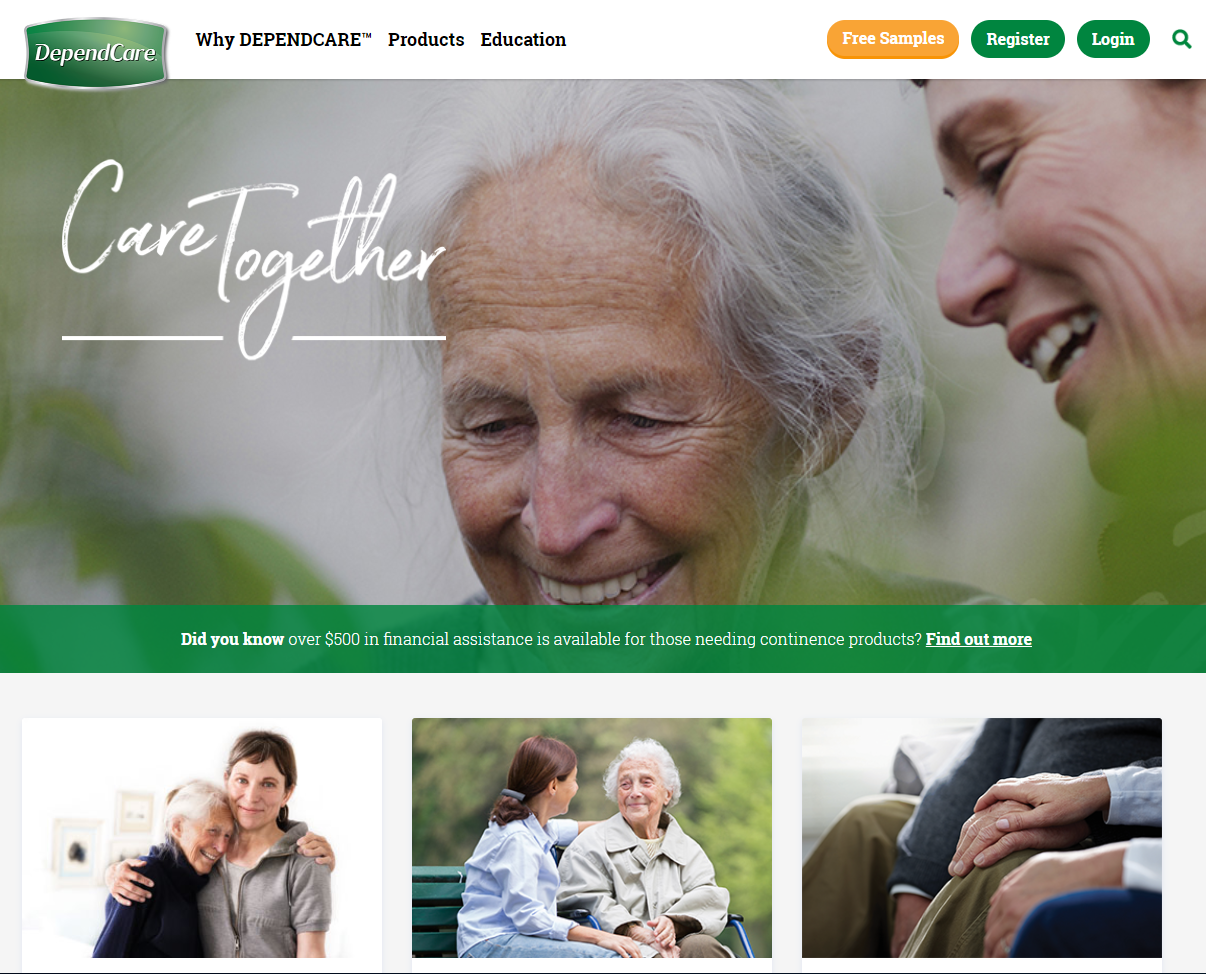 DependCare
Why DEPENDCARE™ Products Education
Free Samples Register Login
Care Together
Did you know over $500 in financial assistance is available for those needing continence products? Find out more